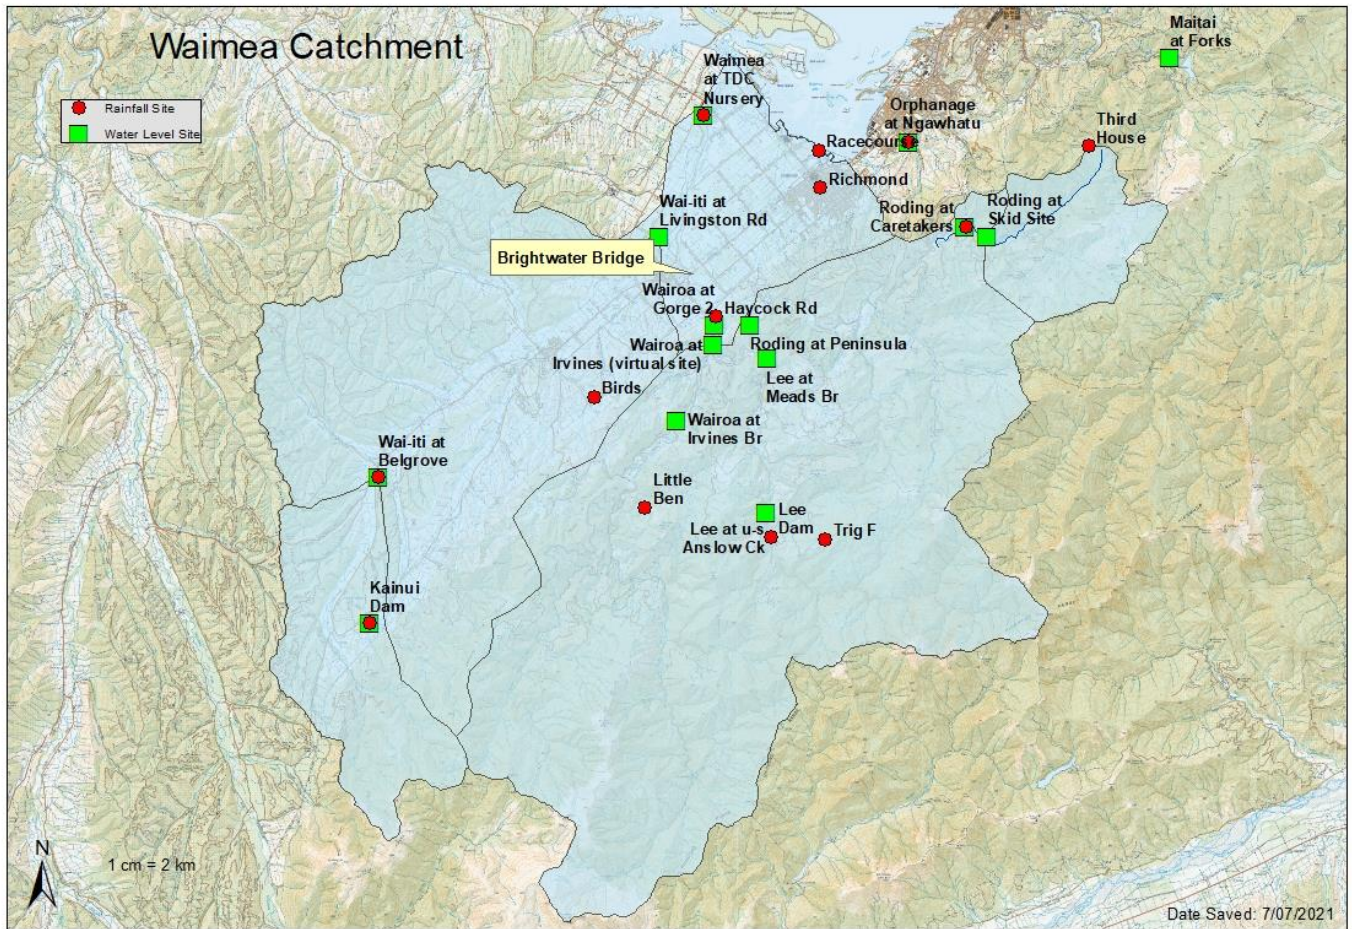 Waimea Catchment
Rainfall Site
Water Level Site
Maitai
at Forks
Waimea
at TDC
Nursery
Orphanage
at Ngawhatu
Third
House
Racecourse
Richmond
Wai-iti at
Livingston Rd
Roding at
Caretakers
Roding at
Skid Site
Brightwater Bridge
Wairoa at
Gorge 2
Haycock Rd
Wairoa at
Irvines (virtual site)
Roding at Peninsula
Lee at
Meads Br
Birds
Wairoa at
Irvines Br
Wai-iti at
Belgrove
Little
Ben
Lee
Dam
Lee at u-s
Anslow Ck
Trig F
Kainui
Dam
N
1 cm = 2 km
Date Saved: 7/07/2021